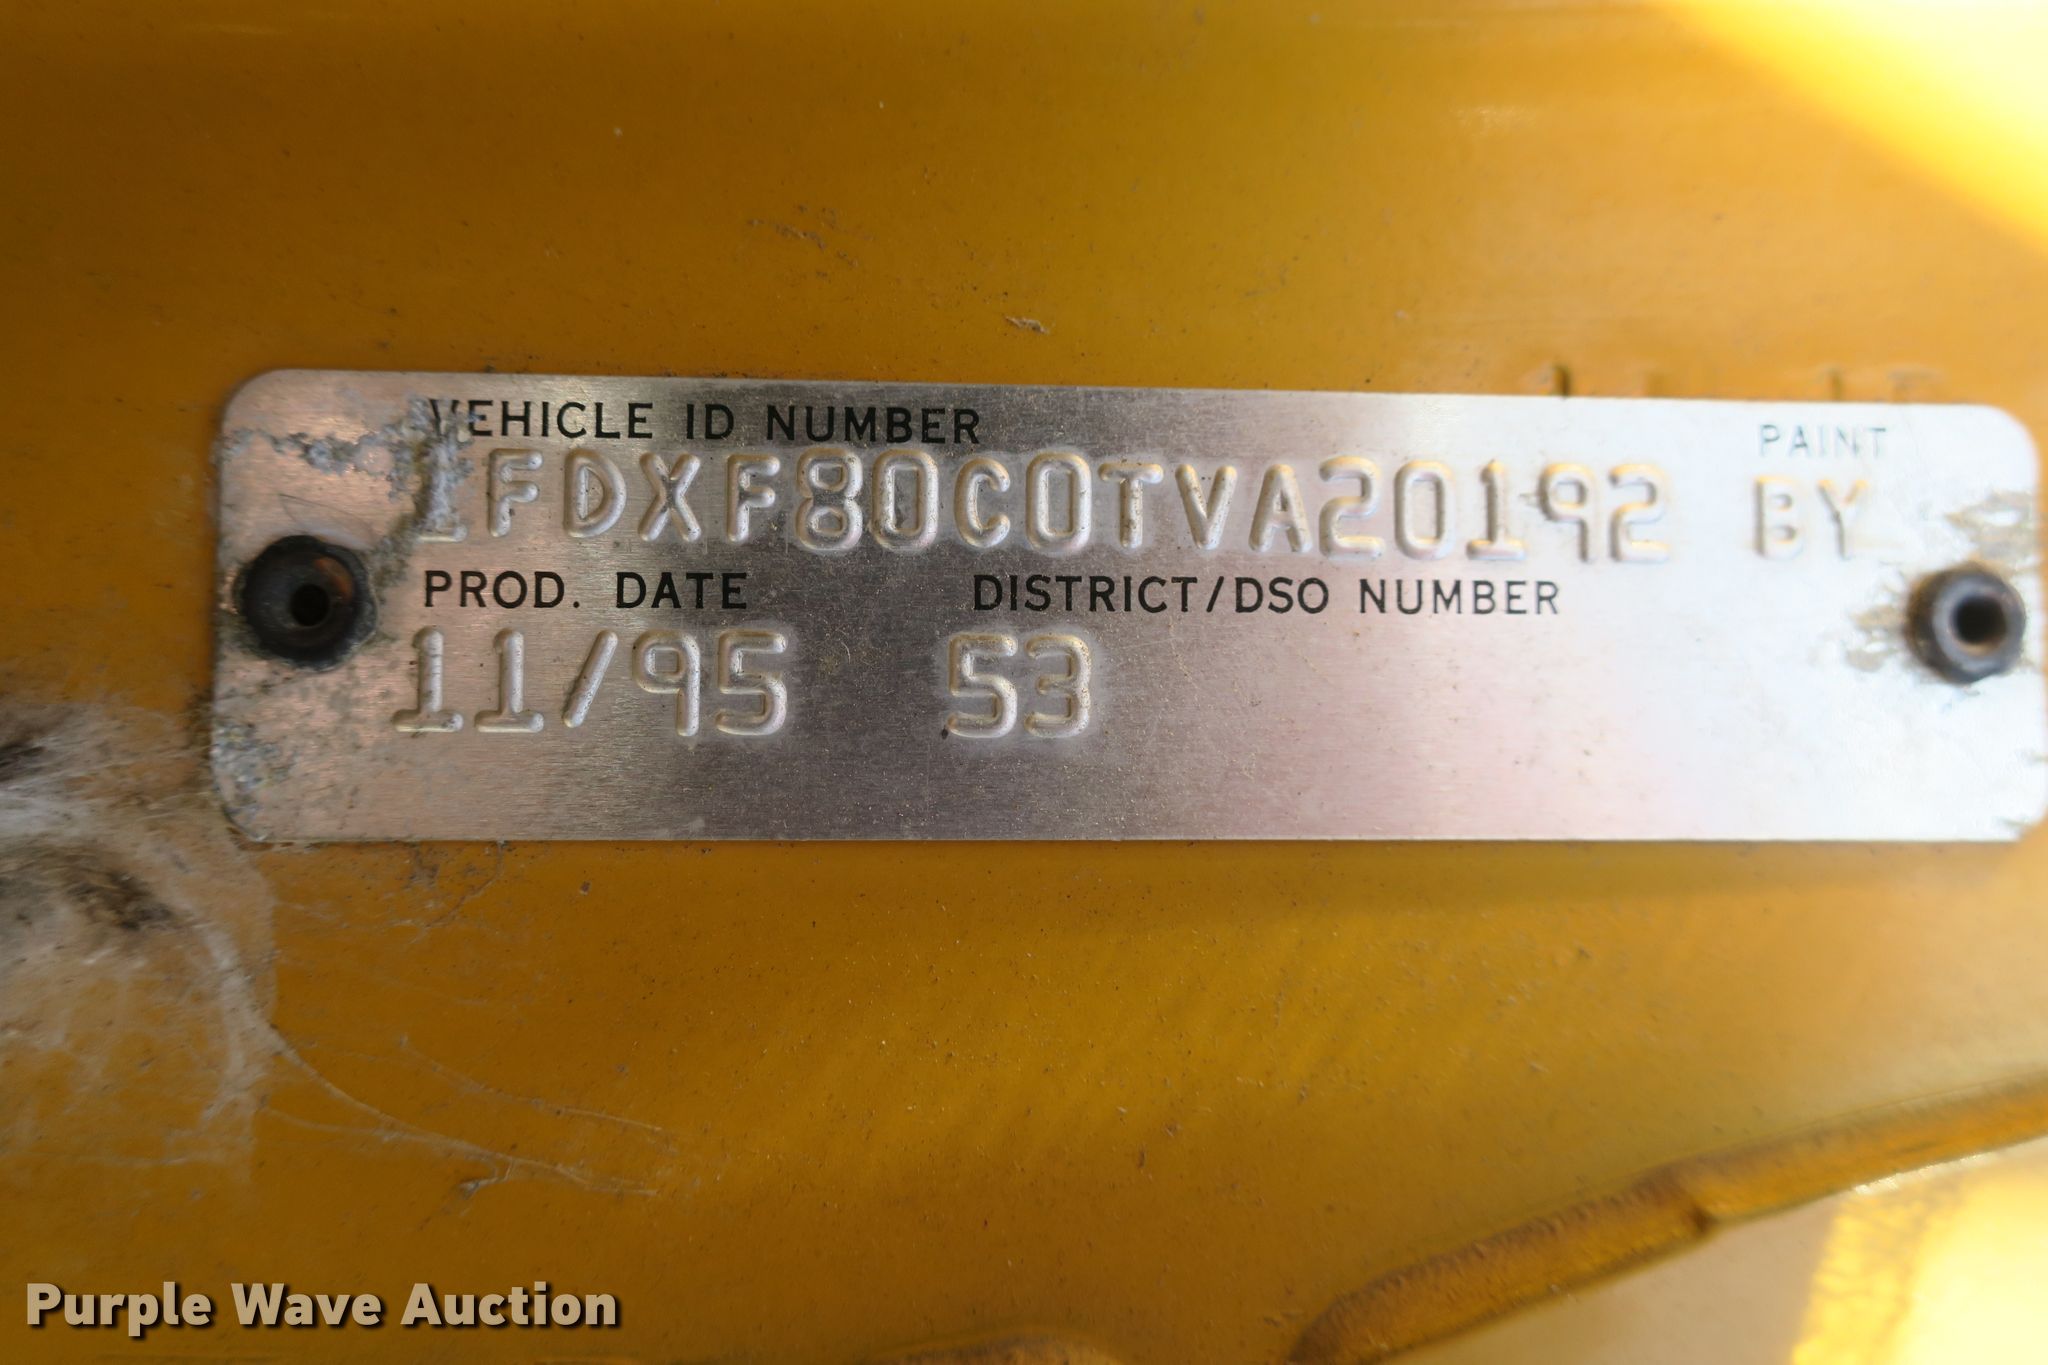 VEHICLE ID NUMBER PAINT
1FDXF80C0TVA20192 BY
PROD. DATE DISTRICT/DSO NUMBER
11/95 53
Purple Wave Auction